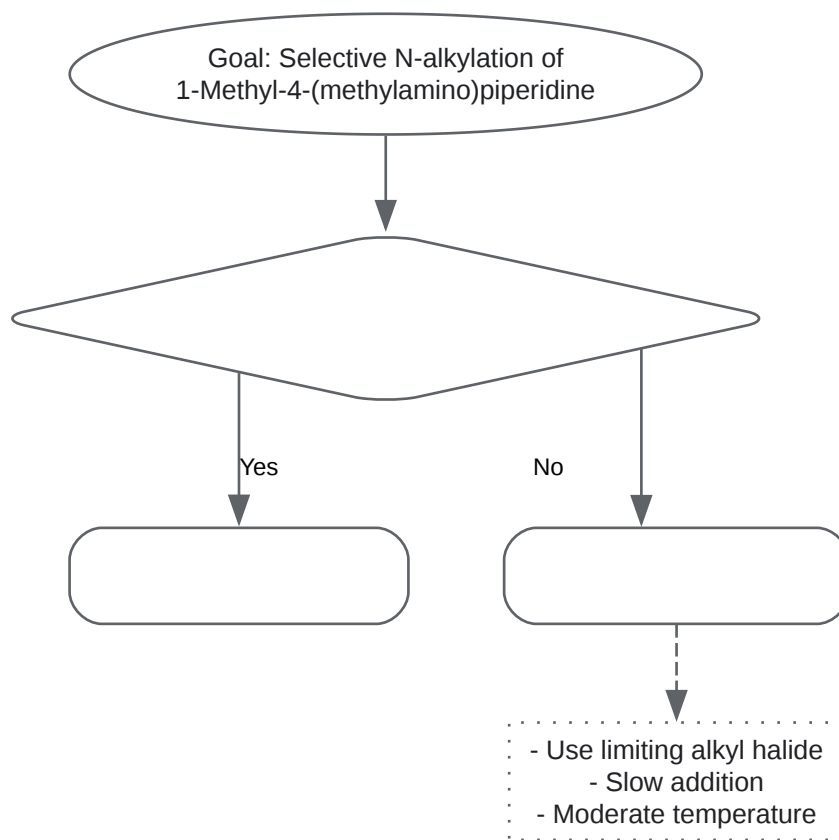 Goal: Selective N-alkylation of
1-Methyl-4-(methylamino)piperidine
Yes
No
- Use limiting alkyl halide
- Slow addition
- Moderate temperature